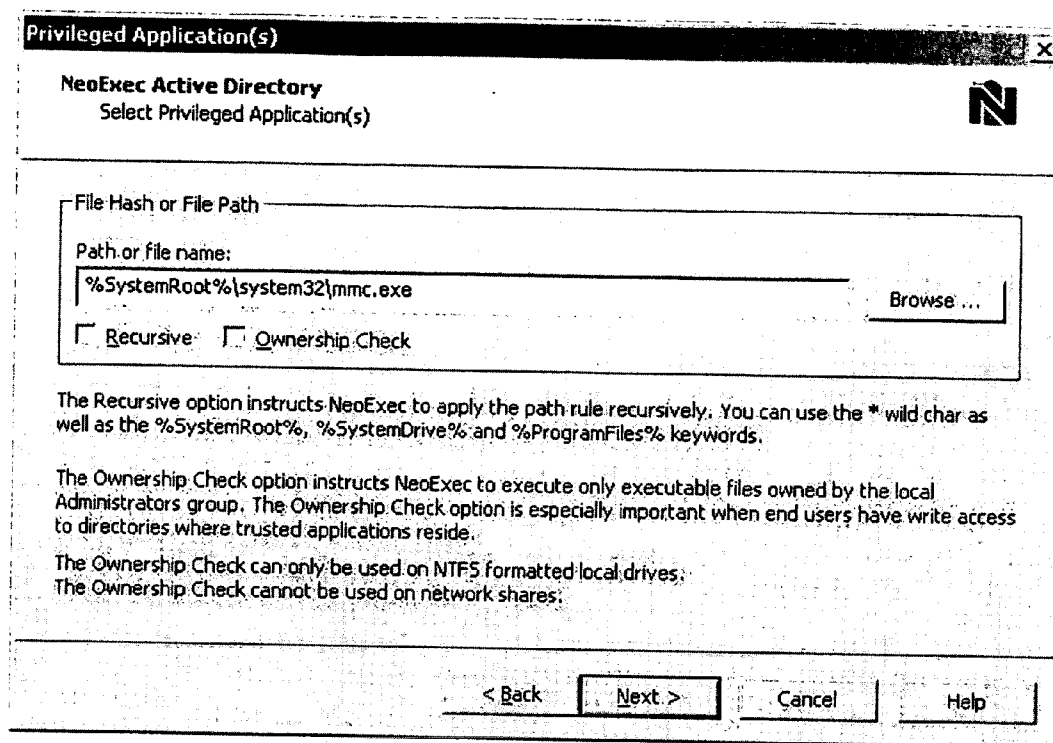 Privileged Application(s)
NeoExec Active Directory
Select Privileged Application(s)
File Hash or File Path
Path or file name:
%SystemRoot%\system32\mmc.exe
Browse ...
Recursive Ownership Check
The Recursive option instructs NeoExec to apply the path rule recursively. You can use the * wild char as
well as the %SystemRoot%, %SystemDrive% and %ProgramFiles% keywords.
The Ownership Check option instructs NeoExec to execute only executable files owned by the local
Administrators group. The Ownership Check option is especially important when end users have write access
to directories where trusted applications reside.
The Ownership Check can only be used on NTFS formatted local drives.
The Ownership Check cannot be used on network shares.
< Back Next > Cancel Help